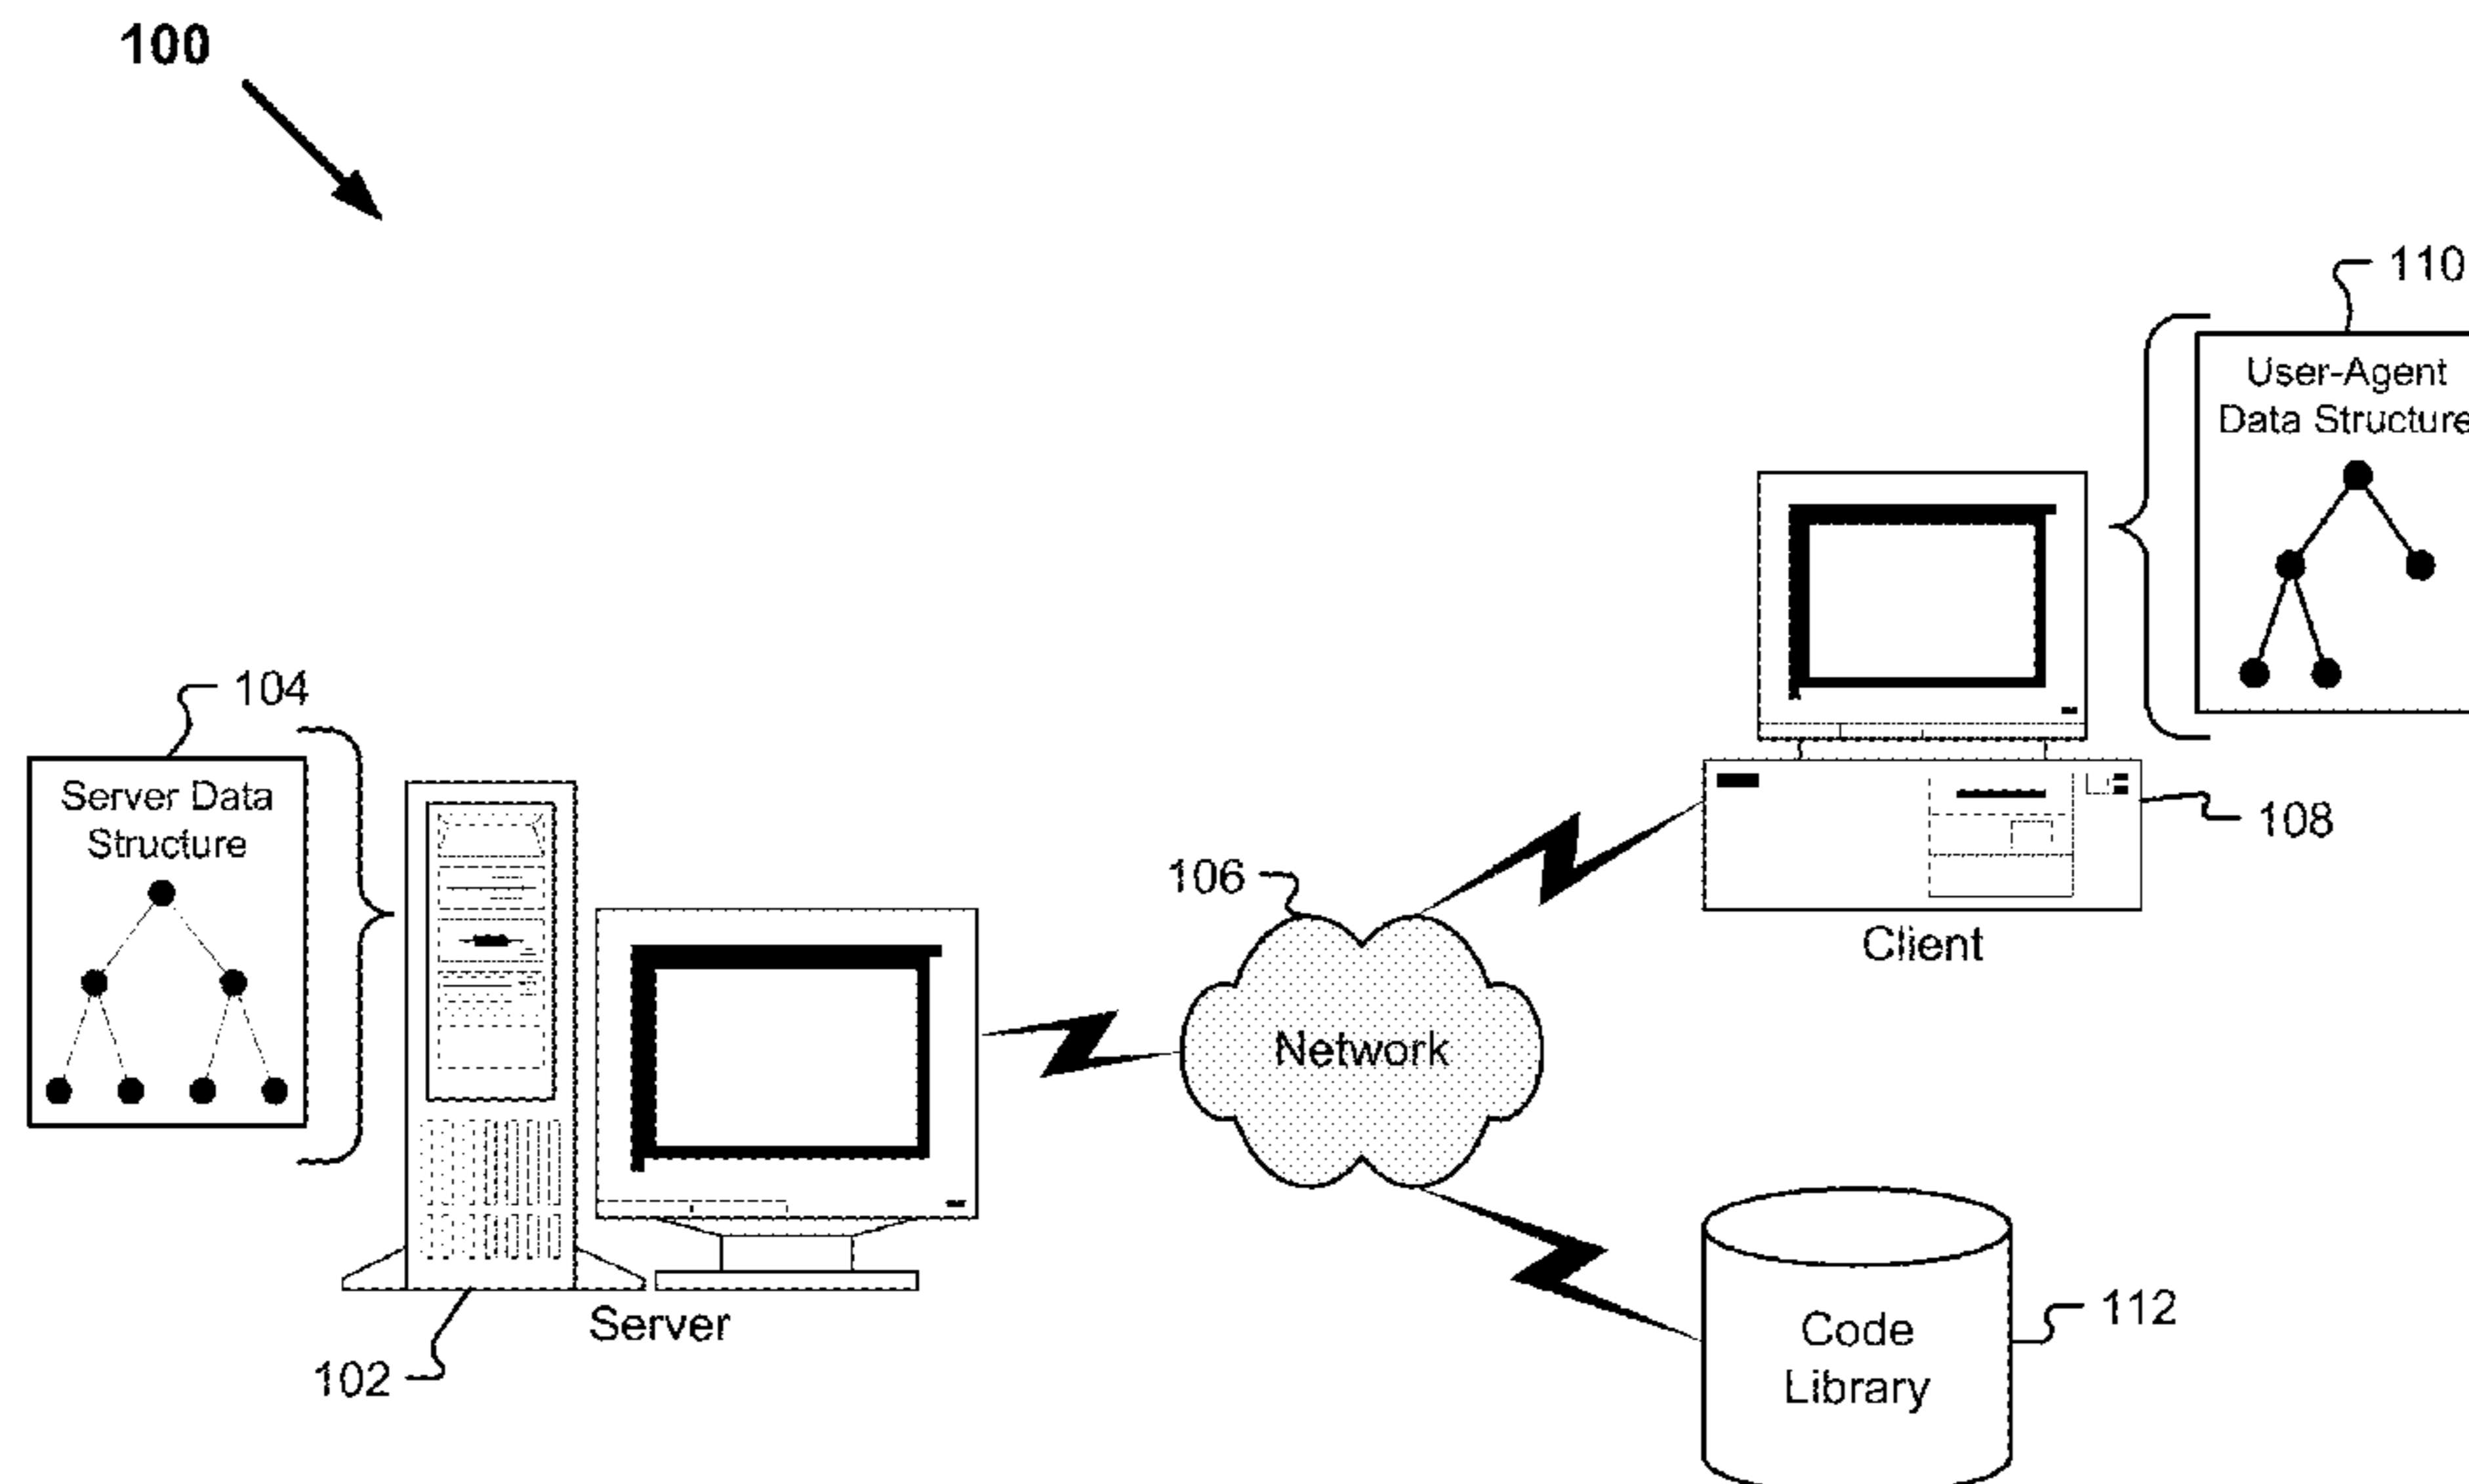 100
110
User-Agent
Data Structure
104
Server Data
Structure
108
106
Client
Network
Server
102
112
Code
Library